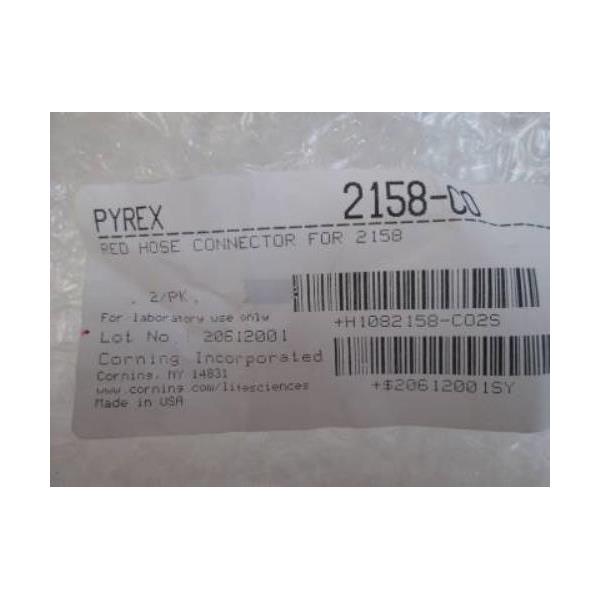 PYREX 2158-CO
RED HOSE CONNECTOR FOR 2158
2/PK
For laboratory use only
+H1082158-CO2S
Lot No : 20612001
Corning Incorporated
Corning, NY 14831
www.corning.com/lifesciences
+$20612001SY
Made in USA